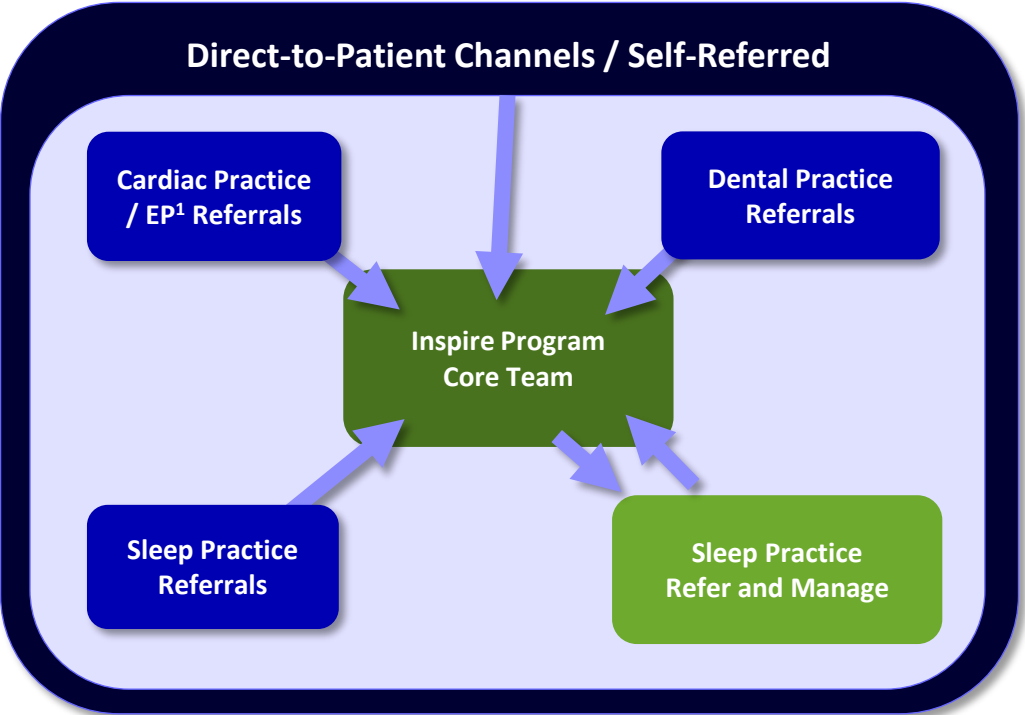 Direct-to-Patient Channels / Self-Referred
Cardiac Practice
/ EP¹ Referrals
Dental Practice
Referrals
Inspire Program
Core Team
Sleep Practice
Referrals
Sleep Practice
Refer and Manage